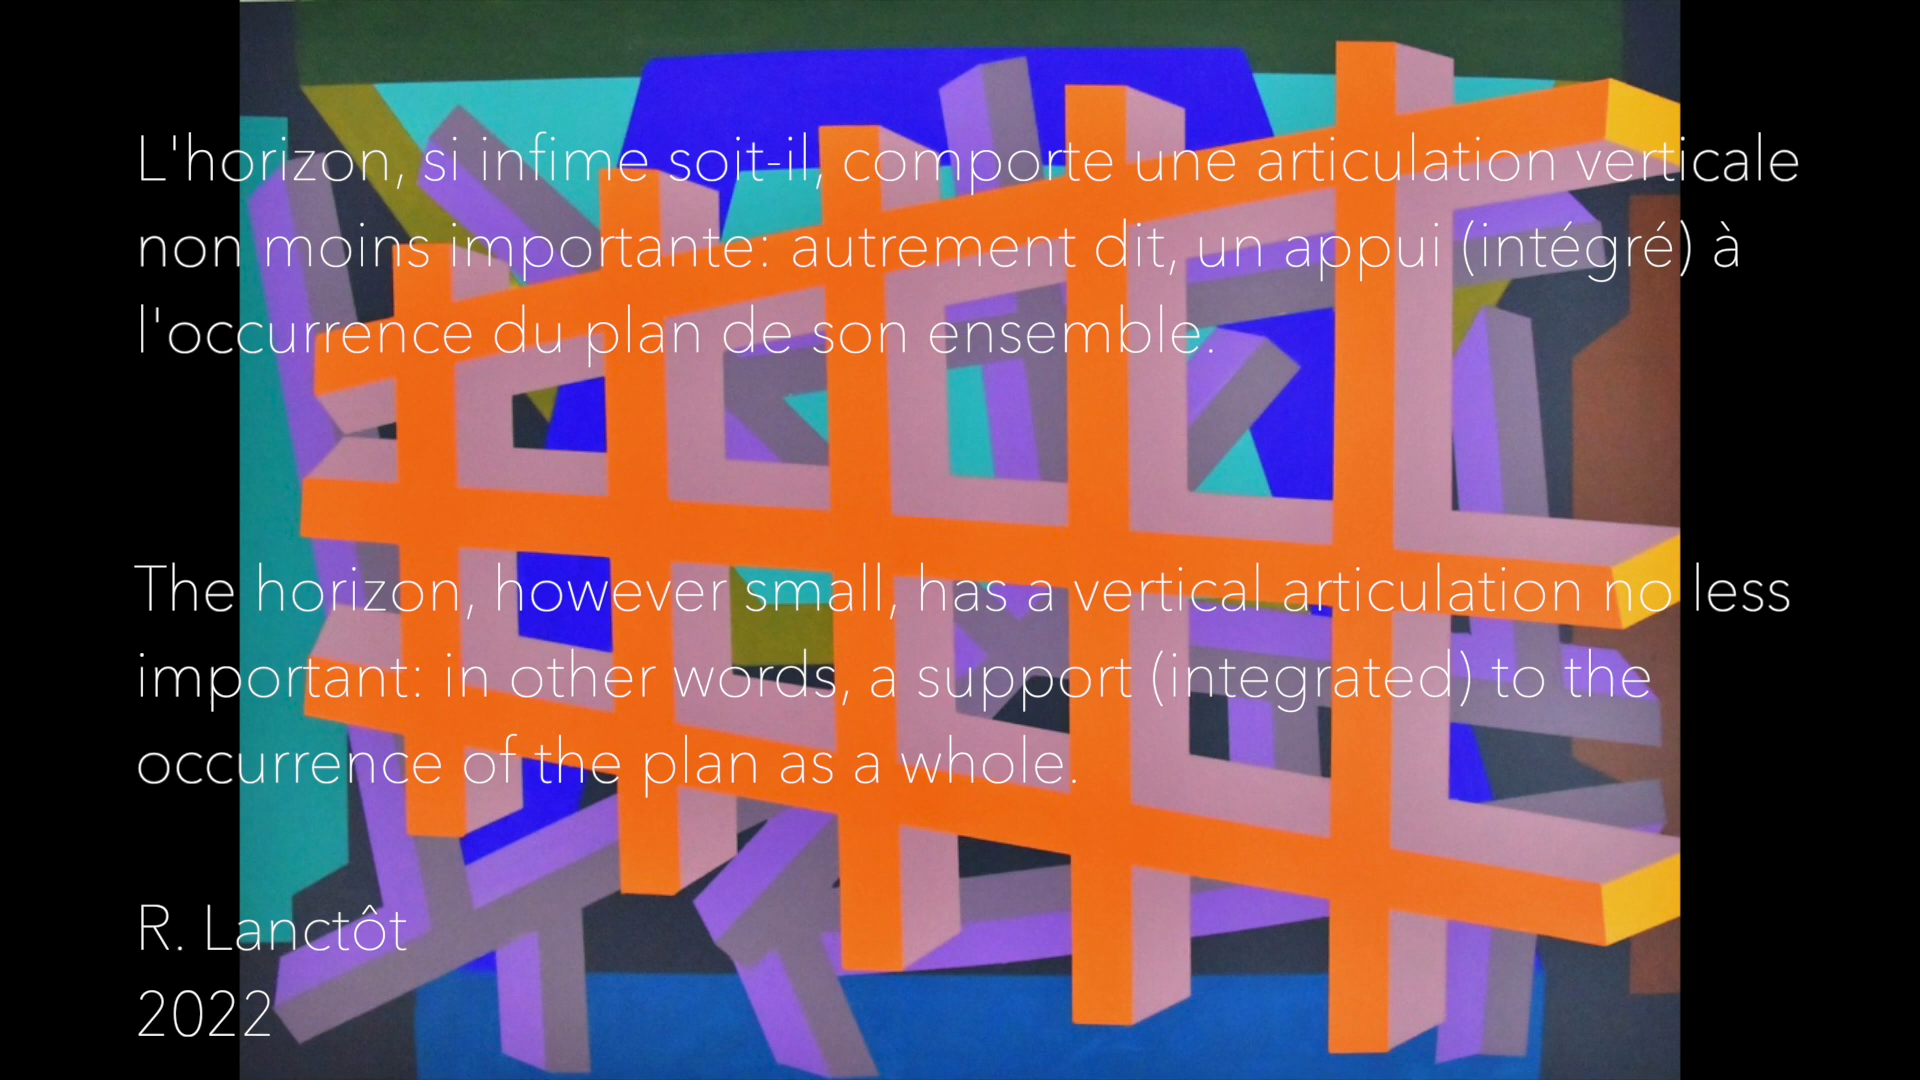 L'horizon, si infime soit-il, comporte une articulation verticale
non moins importante: autrement dit, un appui (intégré) à
l'occurrence du plan de son ensemble.
The horizon, however small, has a vertical articulation no less
important: in other words, a support (integrated) to the
occurrence of the plan as a whole.
R. Lanctôt
2022